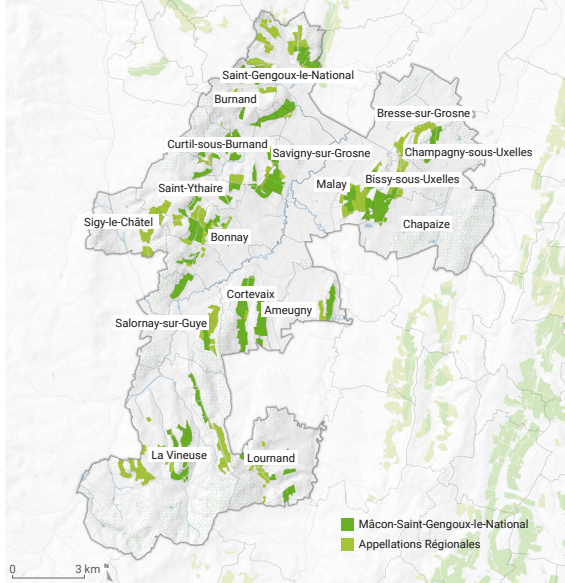 Saint-Gengoux-le-National
Burnand
Bresse-sur-Grosne
Curtil-sous-Burnand
Savigny-sur-Grosne
Champagny-sous-Uxelles
Saint-Ythaire
Malay
Bissy-sous-Uxelles
Sigy-le-Châtel
Bonnay
Chapaize
Cortevaix
Ameugny
Salornay-sur-Guye
La Vineuse
Lournand
Mâcon-Saint-Gengoux-le-National
Appellations Régionales
0 3 km N